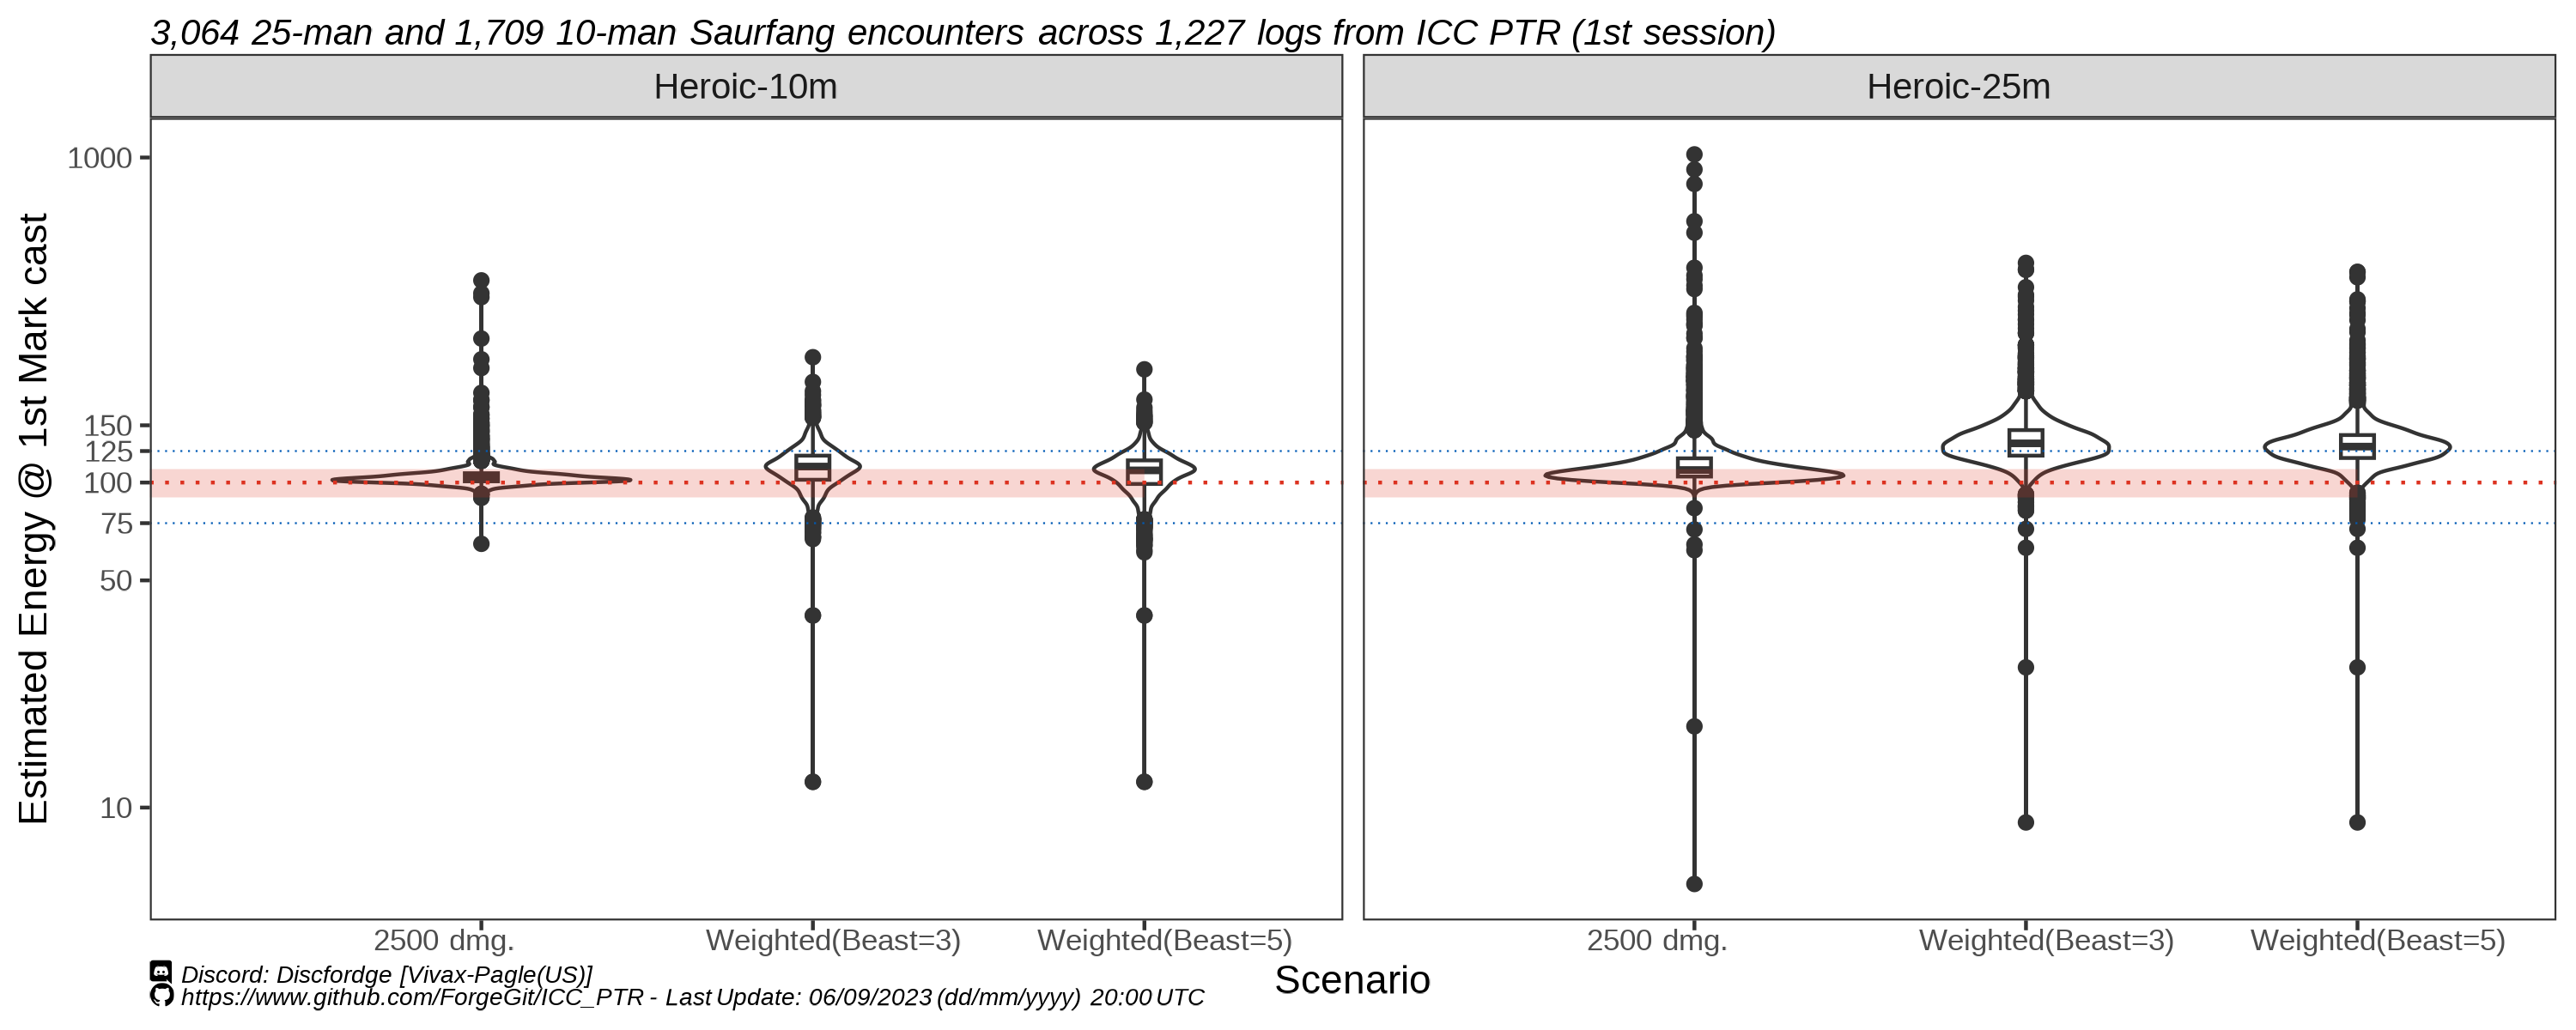 3,064 25-man and 1,709 10-man Saurfang encounters across 1,227 logs from ICC PTR (1st session)
Heroic-10m
Heroic-25m
Estimated Energy @ 1st Mark cast
1000
150
125
100
75
50
10
2500 dmg.
Weighted(Beast=3)
Weighted(Beast=5)
2500 dmg.
Weighted(Beast=3)
Weighted(Beast=5)
Scenario
Discord: Discfordge [Vivax-Pagle(US)]
https://www.github.com/ForgeGit/ICC_PTR - Last Update: 06/09/2023 (dd/mm/yyyy) 20:00 UTC